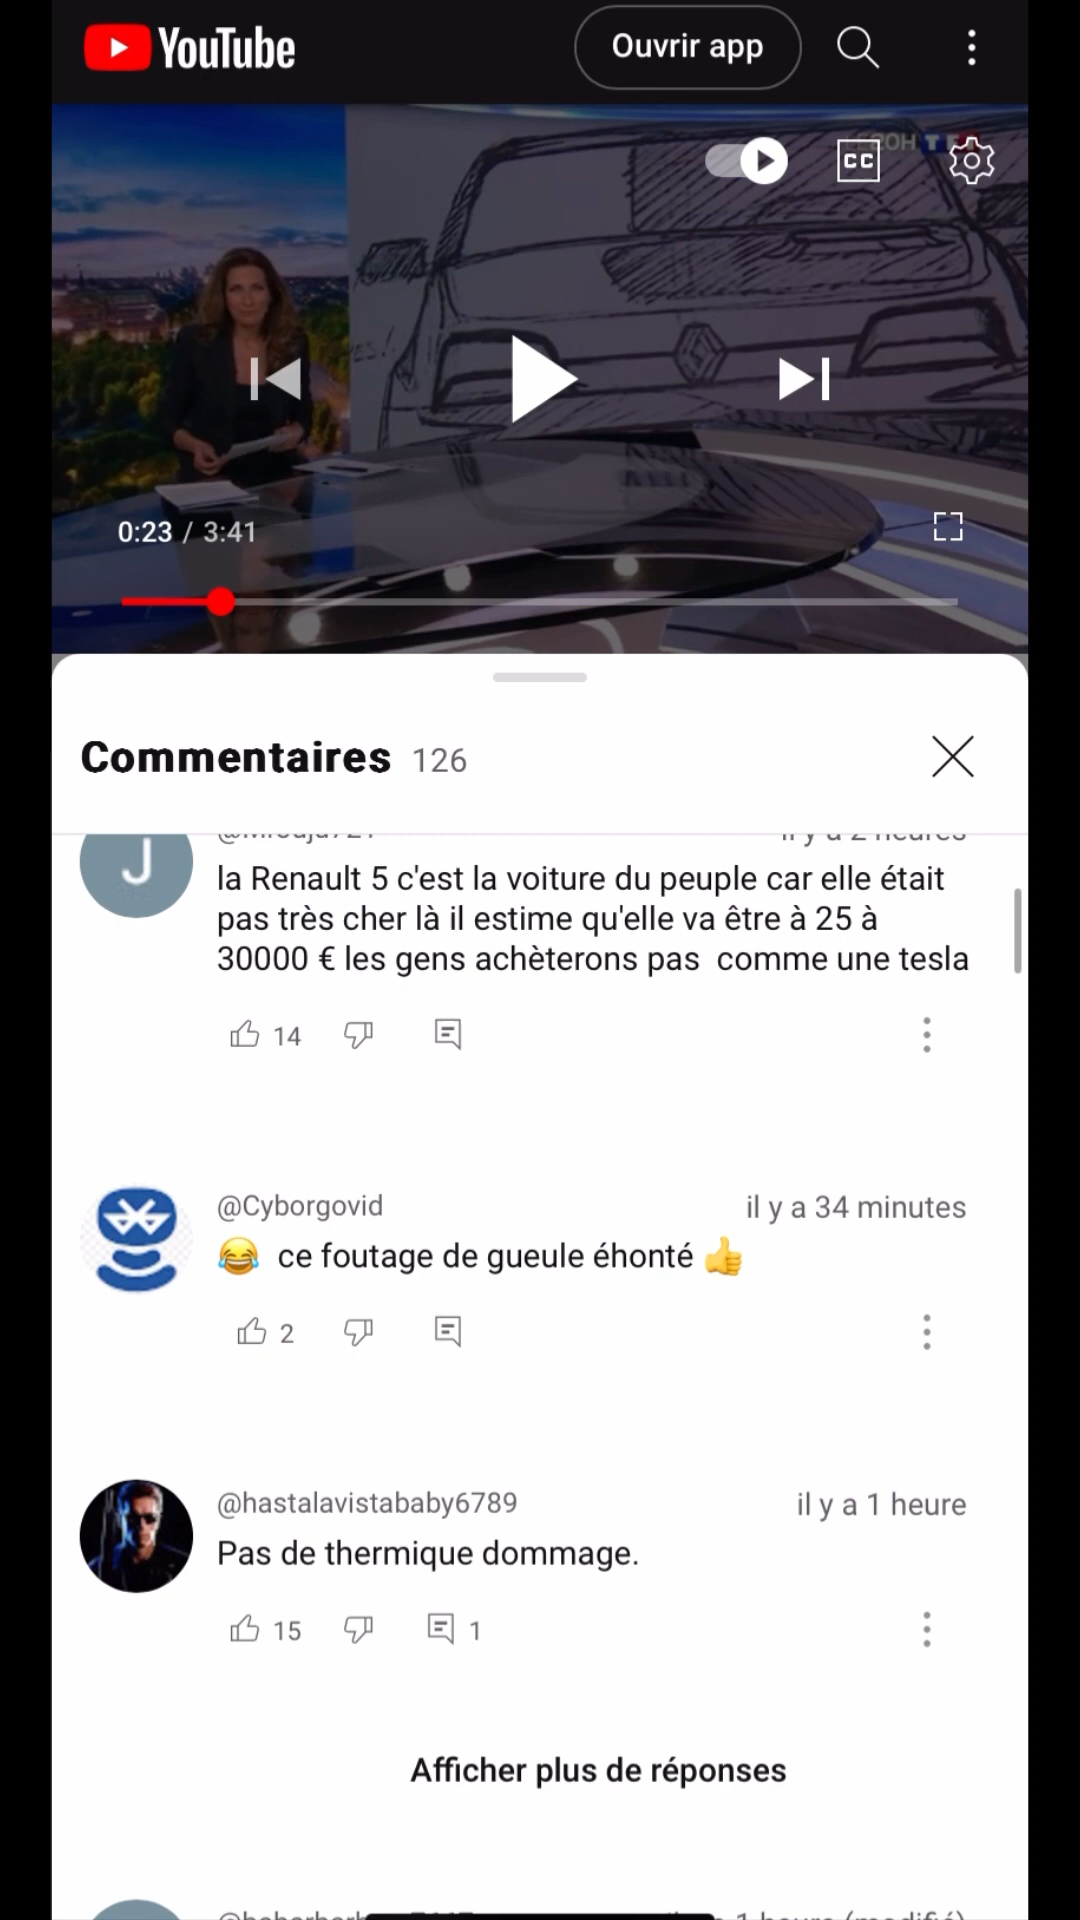 YouTube
Ouvrir app
CC
0:23 / 3:41
Commentaires 126
J
la Renault 5 c'est la voiture du peuple car elle était
pas très cher là il estime qu'elle va être à 25 à
30000 € les gens achèterons pas  comme une tesla
14
@Cyborgovid
il y a 34 minutes
😂 ce foutage de gueule éhonté 👍
2
@hastalavistababy6789
il y a 1 heure
Pas de thermique dommage.
15
1
Afficher plus de réponses